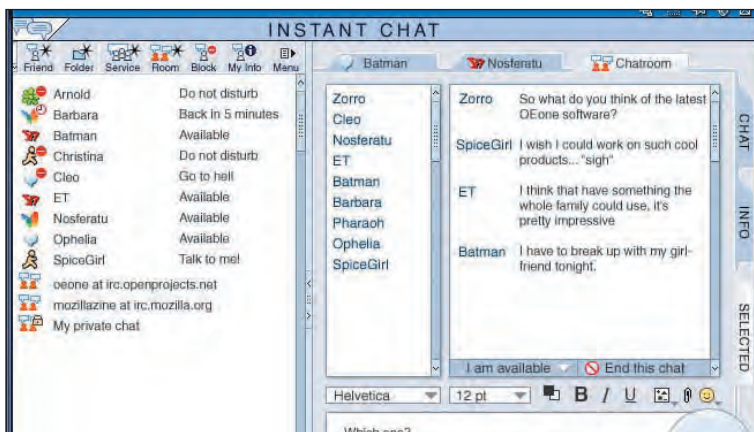 INSTANT CHAT
Friend Folder Service Room Block My Info Menu
Arnold Do not disturb
Barbara Back in 5 minutes
Batman Available
Christina Do not disturb
Cleo Go to hell
ET Available
Nosferatu Available
Ophelia Available
SpiceGirl Talk to me!
oeone at irc.openprojects.net
mozillazine at irc.mozilla.org
My private chat
Batman Nosferatu Chatroom
Zorro
Cleo
Nosferatu
ET
Batman
Barbara
Pharaoh
Ophelia
SpiceGirl
Zorro So what do you think of the latest
OEone software?
SpiceGirl I wish I could work on such cool
products... "sigh"
ET I think that have something the
whole family could use, it's
pretty impressive
Batman I have to break up with my girl-
friend tonight.
I am available End this chat
Helvetica 12 pt B I U
Which one?
CHAT
INFO
SELECTED